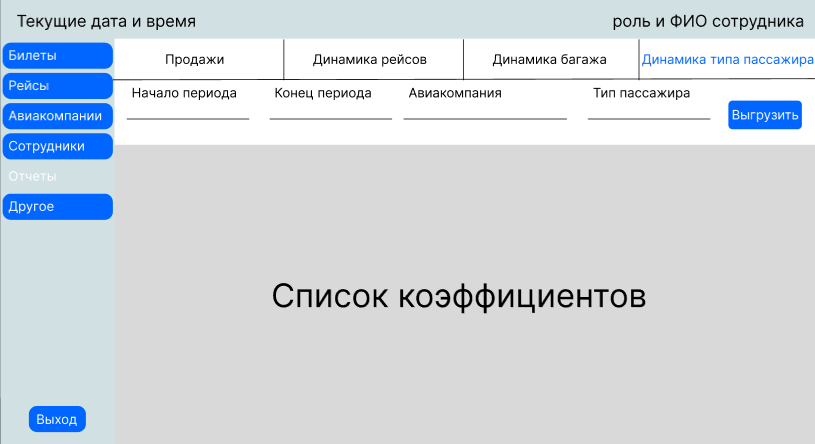 Текущие дата и время
роль и ФИО сотрудника
Билеты
Рейсы
Авиакомпании
Сотрудники
Отчеты
Другое
Выход
Продажи
Динамика рейсов
Динамика багажа
Динамика типа пассажира
Начало периода
Конец периода
Авиакомпания
Тип пассажира
Выгрузить
Список коэффициентов